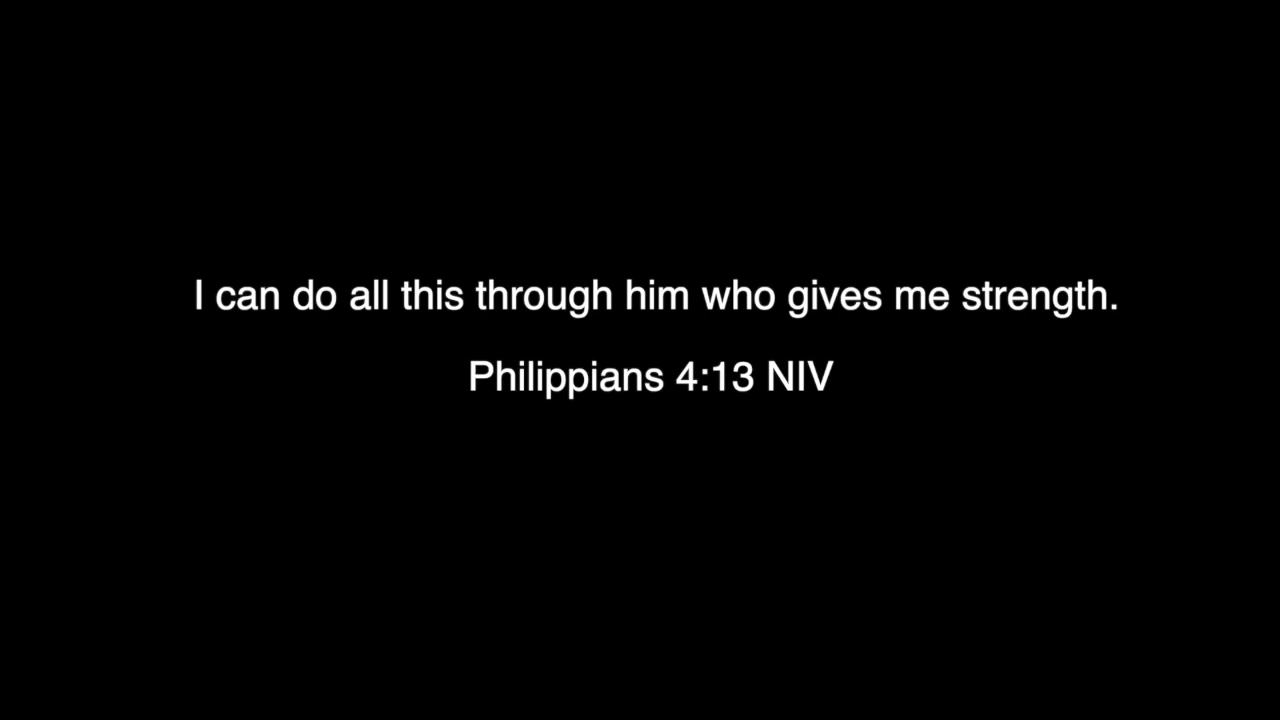 I can do all this through him who gives me strength.
Philippians 4:13 NIV